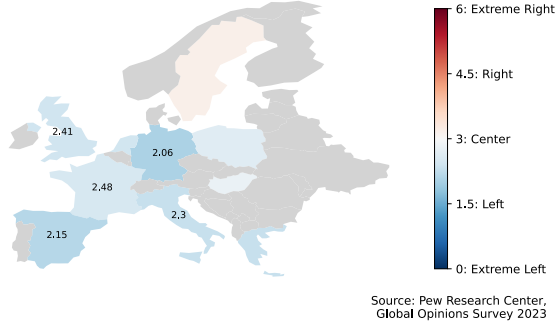 6: Extreme Right
4.5: Right
3: Center
1.5: Left
0: Extreme Left
2.41
2.06
2.48
2.3
2.15
Source: Pew Research Center,
Global Opinions Survey 2023